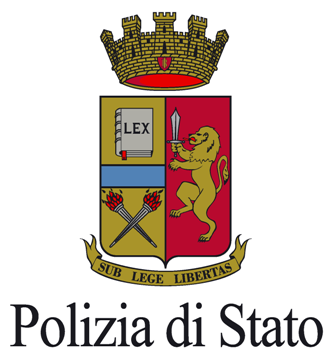 LEX
SUB LEGE LIBERTAS
Polizia di Stato